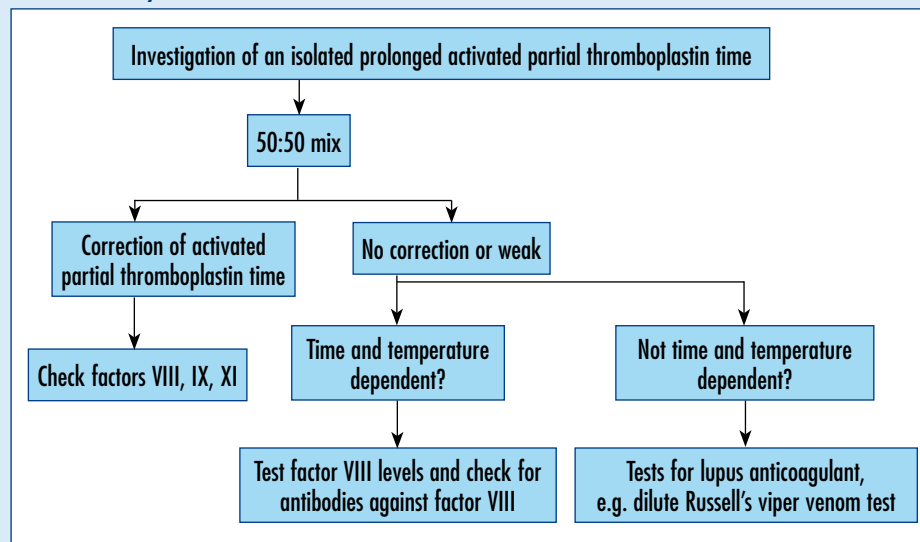 Investigation of an isolated prolonged activated partial thromboplastin time
50:50 mix
Correction of activated
partial thromboplastin time
No correction or weak
Check factors VIII, IX, XI
Time and temperature
dependent?
Not time and temperature
dependent?
Test factor VIII levels and check for
antibodies against factor VIII
Tests for lupus anticoagulant,
e.g. dilute Russell's viper venom test